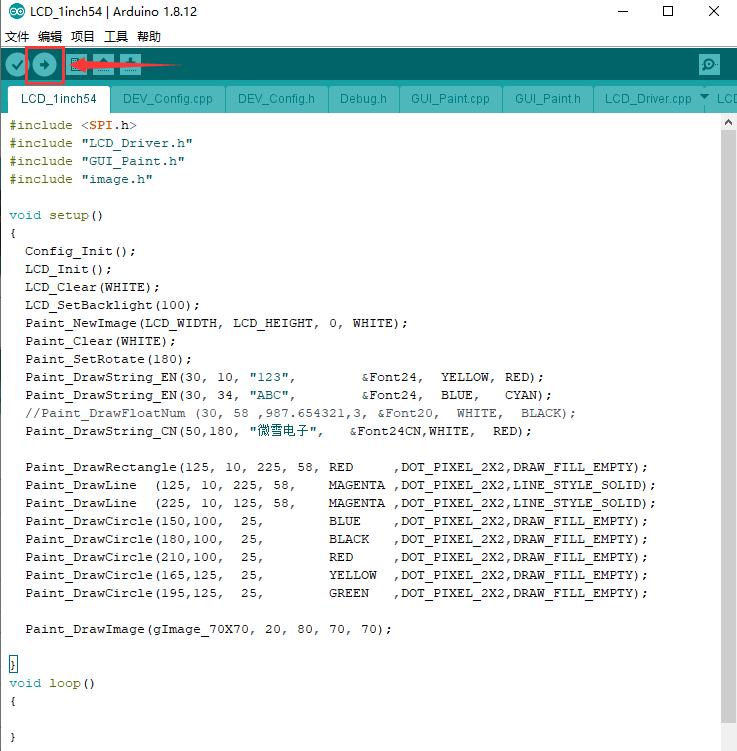 LCD_1inch54 | Arduino 1.8.12
文件 编辑 项目 工具 帮助
LCD_1inch54 DEV_Config.cpp DEV_Config.h Debug.h GUI_Paint.cpp GUI_Paint.h LCD_Driver.cpp LCD
#include <SPI.h>
#include "LCD_Driver.h"
#include "GUI_Paint.h"
#include "image.h"
void setup()
{
Config_Init();
LCD_Init();
LCD_Clear(WHITE);
LCD_SetBacklight(100);
Paint_NewImage(LCD_WIDTH, LCD_HEIGHT, 0, WHITE);
Paint_Clear(WHITE);
Paint_SetRotate(180);
Paint_DrawString_EN(30, 10, "123", &Font24, YELLOW, RED);
Paint_DrawString_EN(30, 34, "ABC", &Font24, BLUE, CYAN);
//Paint_DrawFloatNum (30, 58 ,987.654321,3, &Font20, WHITE, BLACK);
Paint_DrawString_CN(50,180, "微雪电子", &Font24CN,WHITE, RED);
Paint_DrawRectangle(125, 10, 225, 58, RED ,DOT_PIXEL_2X2,DRAW_FILL_EMPTY);
Paint_DrawLine (125, 10, 225, 58, MAGENTA ,DOT_PIXEL_2X2,LINE_STYLE_SOLID);
Paint_DrawLine (225, 10, 125, 58, MAGENTA ,DOT_PIXEL_2X2,LINE_STYLE_SOLID);
Paint_DrawCircle(150,100, 25, BLUE ,DOT_PIXEL_2X2,DRAW_FILL_EMPTY);
Paint_DrawCircle(180,100, 25, BLACK ,DOT_PIXEL_2X2,DRAW_FILL_EMPTY);
Paint_DrawCircle(210,100, 25, RED ,DOT_PIXEL_2X2,DRAW_FILL_EMPTY);
Paint_DrawCircle(165,125, 25, YELLOW ,DOT_PIXEL_2X2,DRAW_FILL_EMPTY);
Paint_DrawCircle(195,125, 25, GREEN ,DOT_PIXEL_2X2,DRAW_FILL_EMPTY);
Paint_DrawImage(gImage_70X70, 20, 80, 70, 70);
}
void loop()
{
}